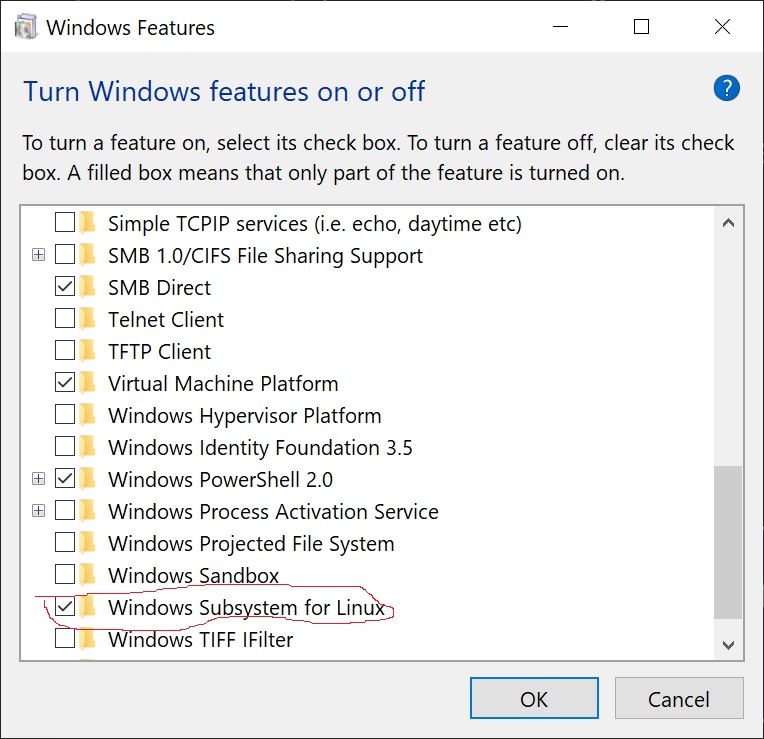 Windows Features
Turn Windows features on or off
?
To turn a feature on, select its check box. To turn a feature off, clear its check
box. A filled box means that only part of the feature is turned on.
Simple TCPIP services (i.e. echo, daytime etc)
SMB 1.0/CIFS File Sharing Support
SMB Direct
Telnet Client
TFTP Client
Virtual Machine Platform
Windows Hypervisor Platform
Windows Identity Foundation 3.5
Windows PowerShell 2.0
Windows Process Activation Service
Windows Projected File System
Windows Sandbox
Windows Subsystem for Linux
Windows TIFF IFilter
OK
Cancel